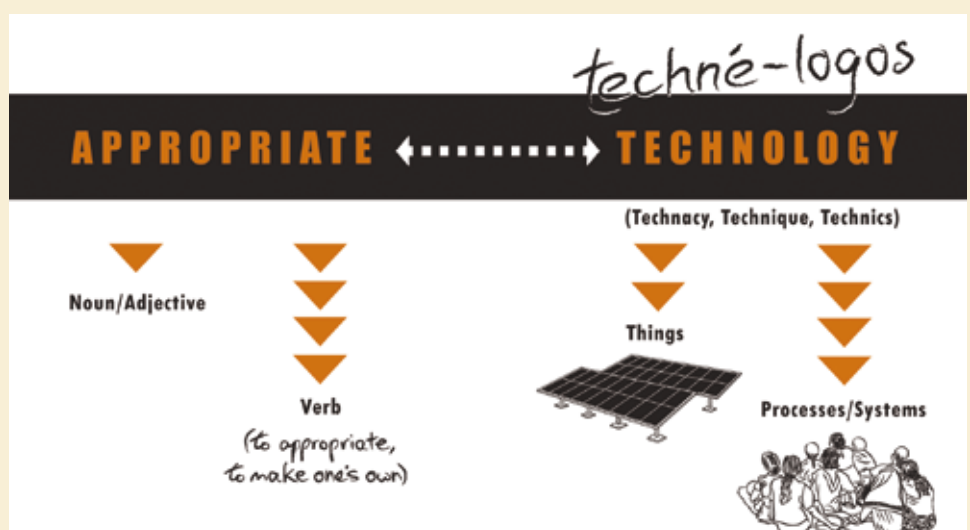 techné-logos
APPROPRIATE TECHNOLOGY
(Technacy, Technique, Technics)
Noun/Adjective
Things
Verb
Processes/Systems
(to appropriate,
to make one's own)